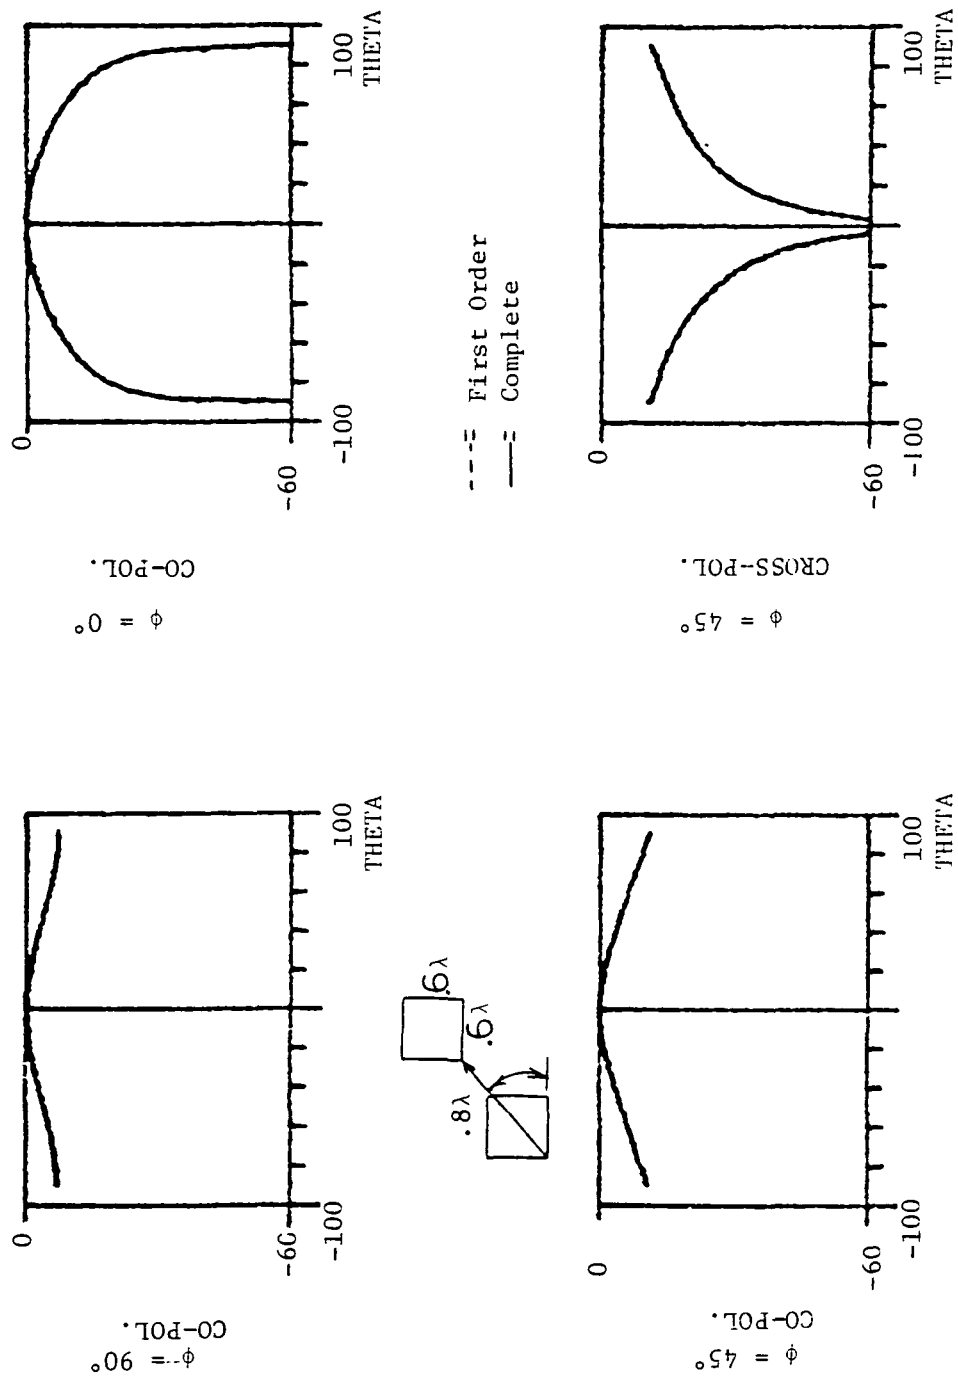 φ = 90°
CO-POL.
0
-60
-100
100
THETA
φ = 0°
CO-POL.
0
-60
-100
100
THETA
.8λ
.6λ
.6λ
---= First Order
—= Complete
φ = 45°
CO-POL.
0
-60
-100
100
THETA
φ = 45°
CROSS-POL.
0
-60
-100
100
THETA